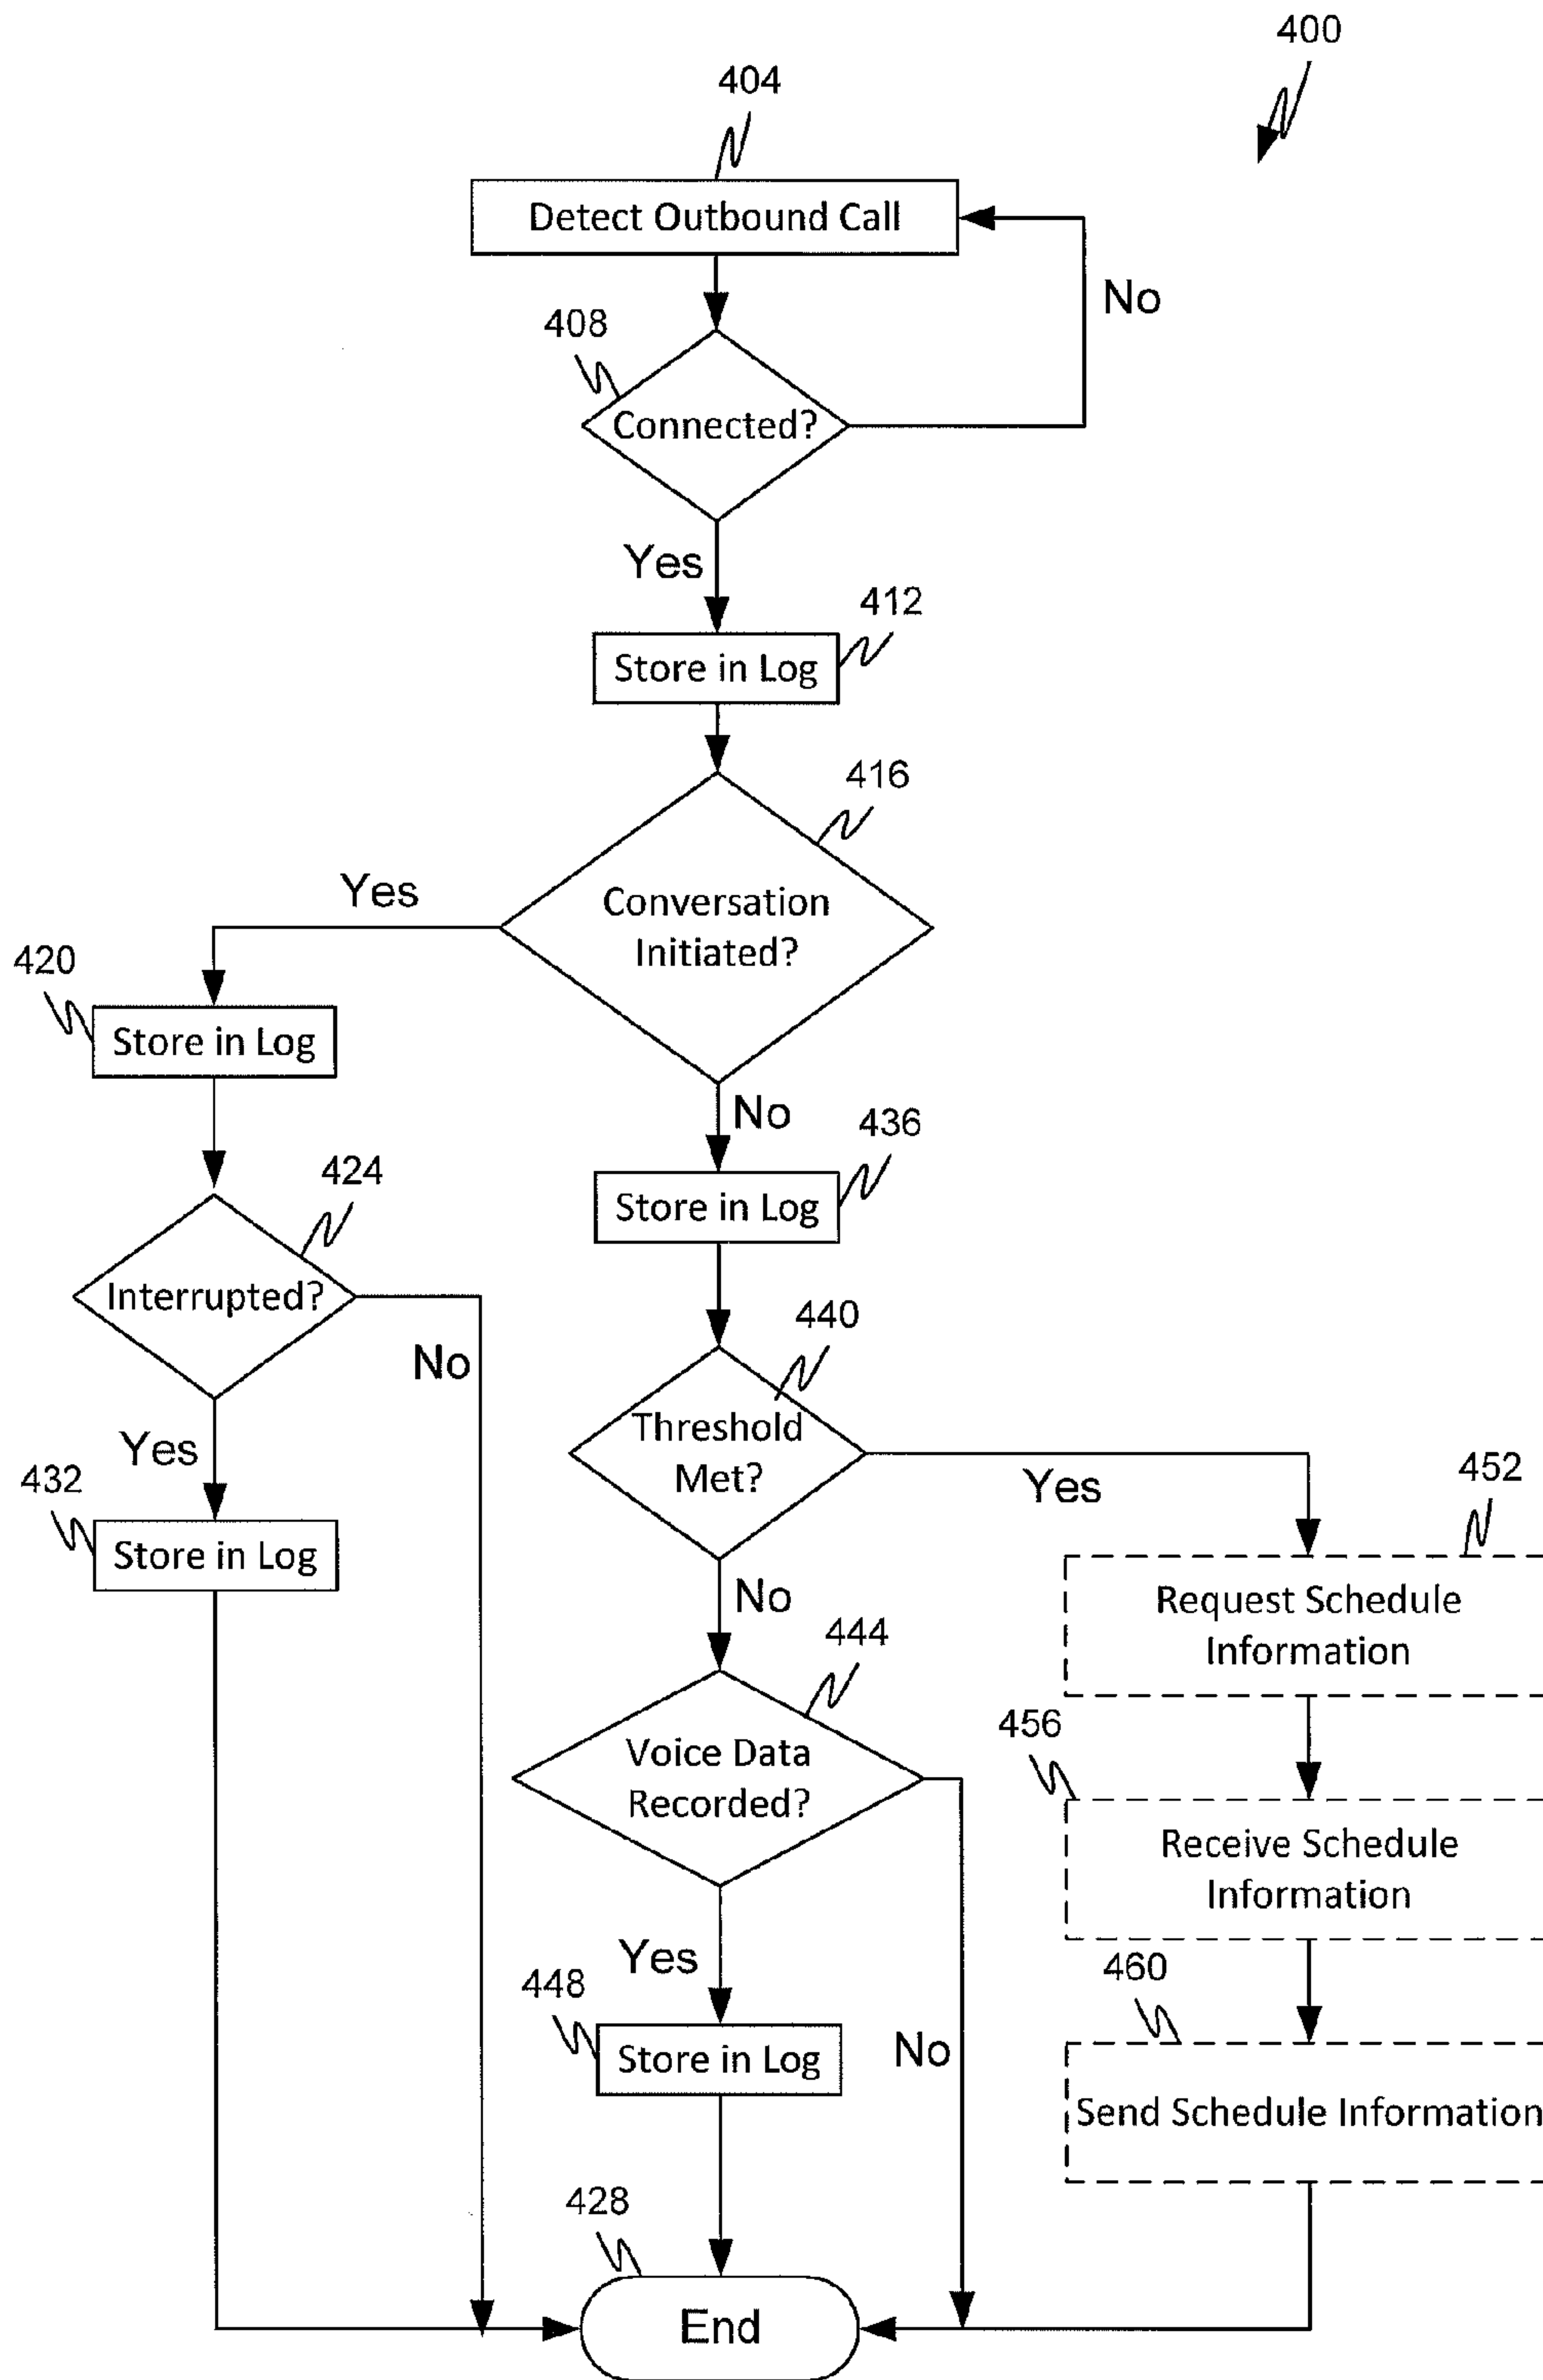 400
404
Detect Outbound Call
No
408
Connected?
Yes
412
Store in Log
416
Yes
Conversation
Initiated?
420
Store in Log
No
436
424
Store in Log
Interrupted?
440
No
Threshold
Met?
Yes
432
Yes
452
Store in Log
Request Schedule
Information
No
444
456
Voice Data
Recorded?
Receive Schedule
Information
Yes
460
448
No
Store in Log
Send Schedule Information
428
End